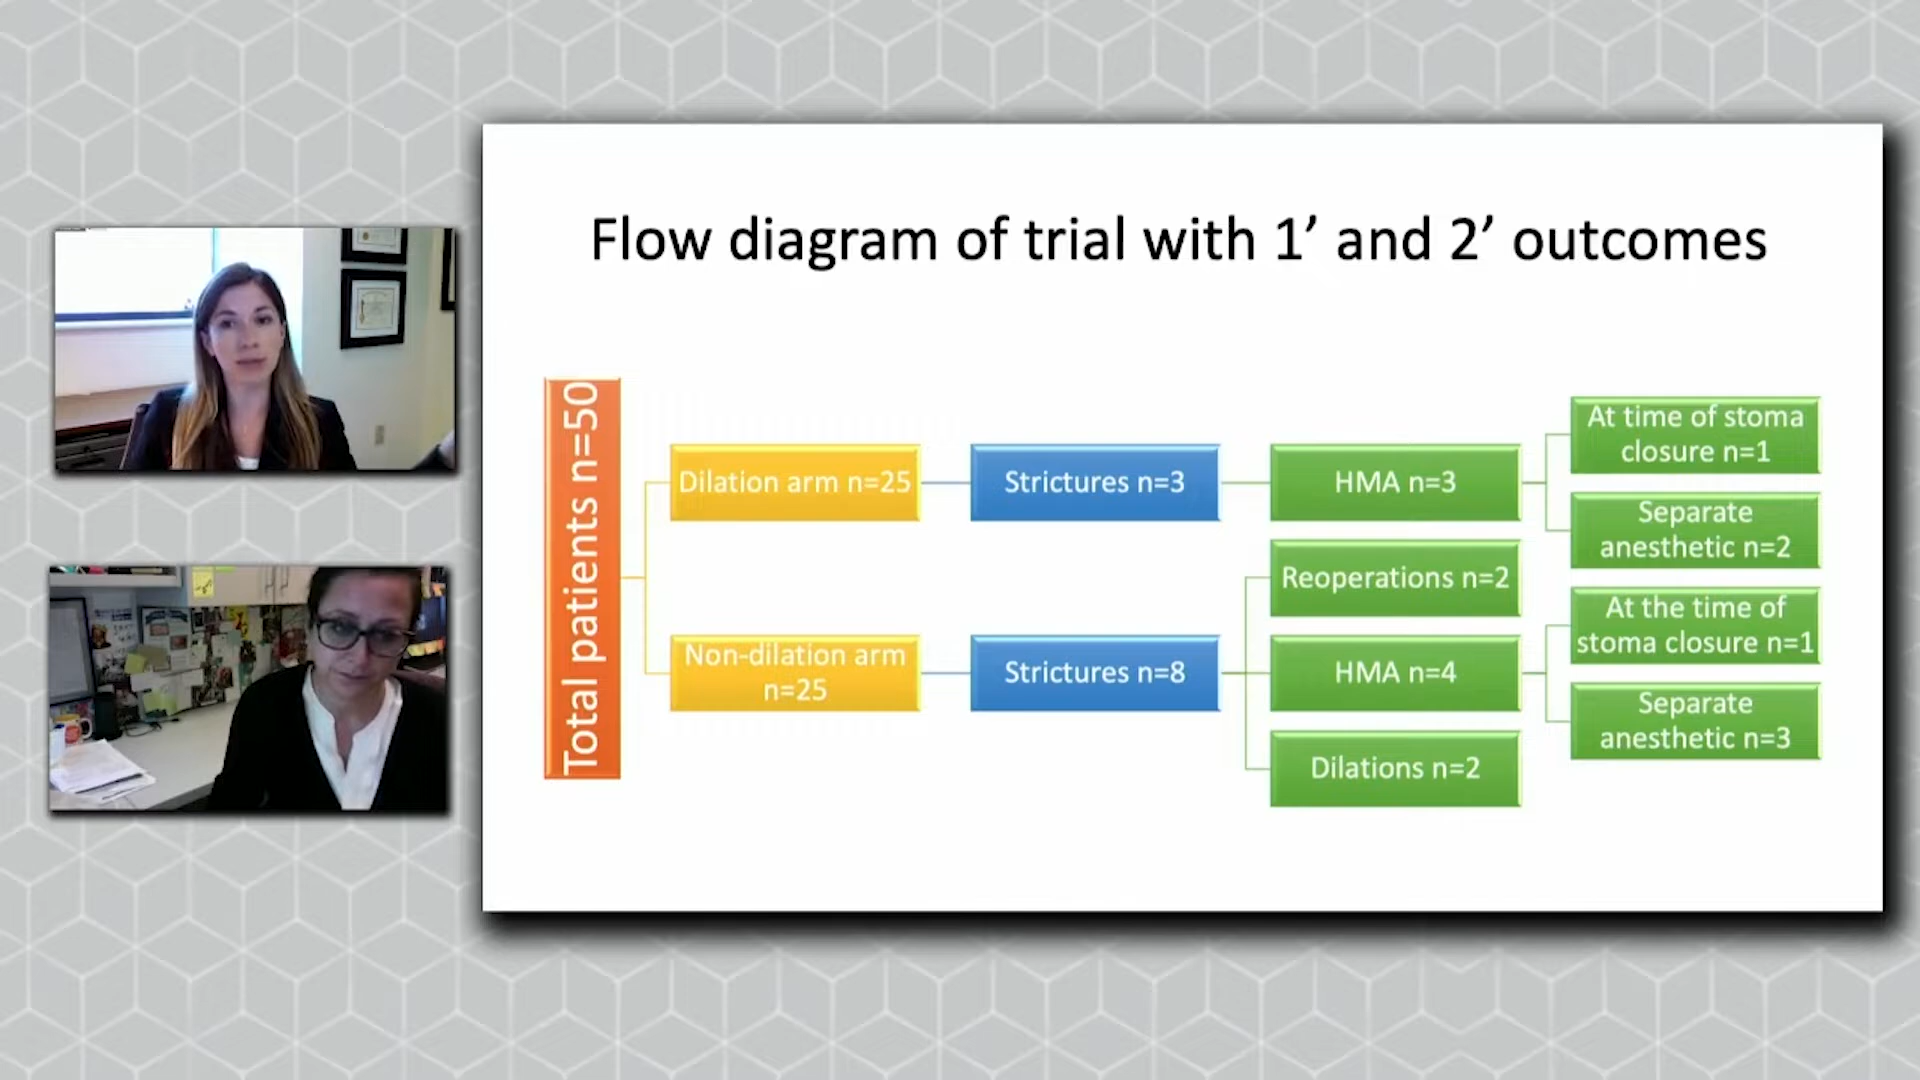 Flow diagram of trial with 1’ and 2’ outcomes
Total patients n=50
Dilation arm n=25
Strictures n=3
HMA n=3
At time of stoma
closure n=1
Separate
anesthetic n=2
Non-dilation arm
n=25
Strictures n=8
Reoperations n=2
HMA n=4
Dilations n=2
At the time of
stoma closure n=1
Separate
anesthetic n=3